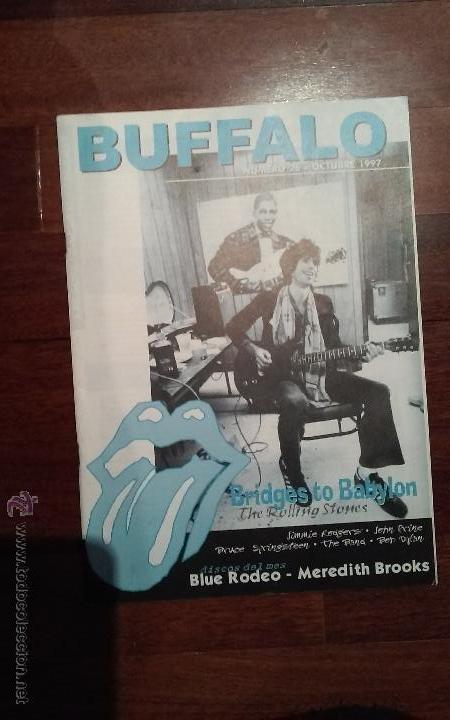 BUFFALO
NÚMERO 26 - OCTUBRE 1997
Bridges to Babylon
The Rolling Stones
Jimmie Rodgers · John Prine
Bruce Springsteen · The Band · Bob Dylan
discos del mes
Blue Rodeo - Meredith Brooks
www.todocoleccion.net